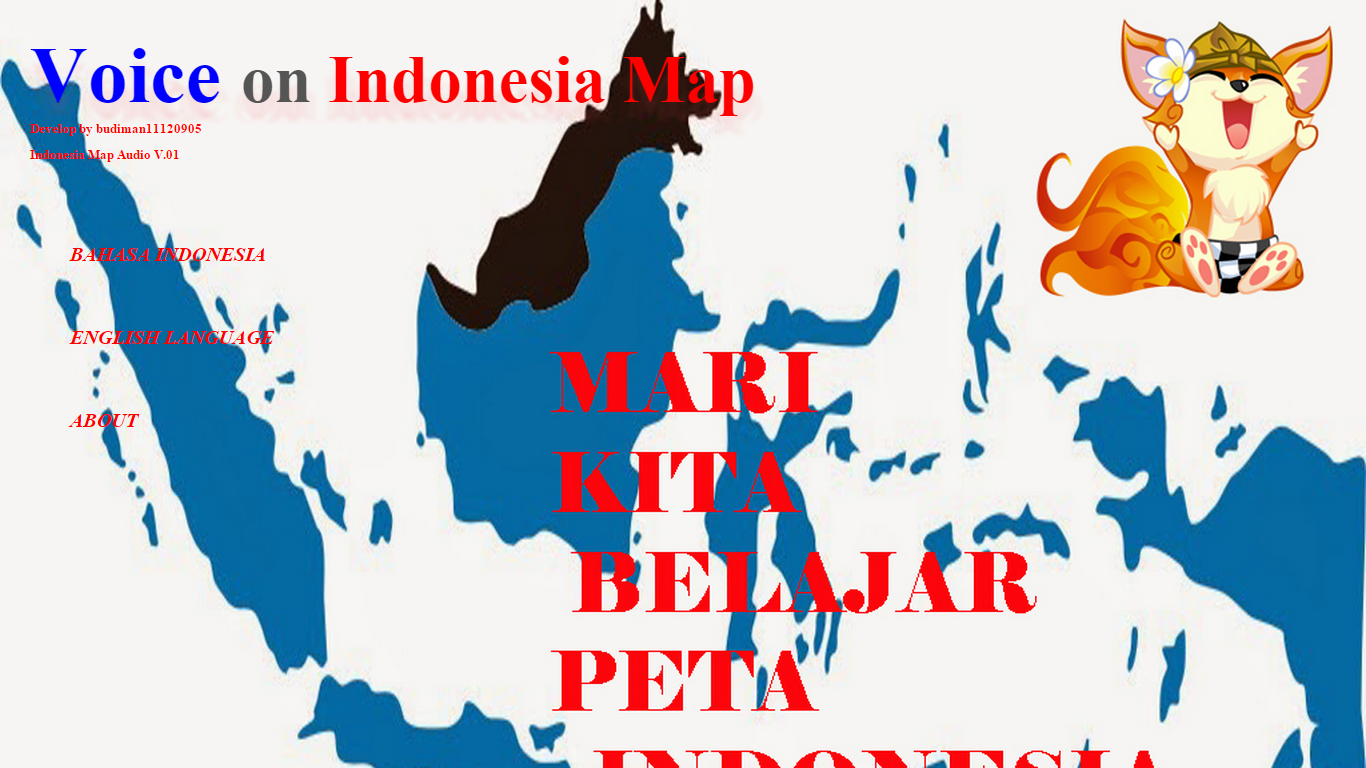 Voice on Indonesia Map
Develop by budiman11120905
Indonesia Map Audio V.01
BAHASA INDONESIA
ENGLISH LANGUAGE
ABOUT
MARI
KITA
BELAJAR
PETA
INDONESIA